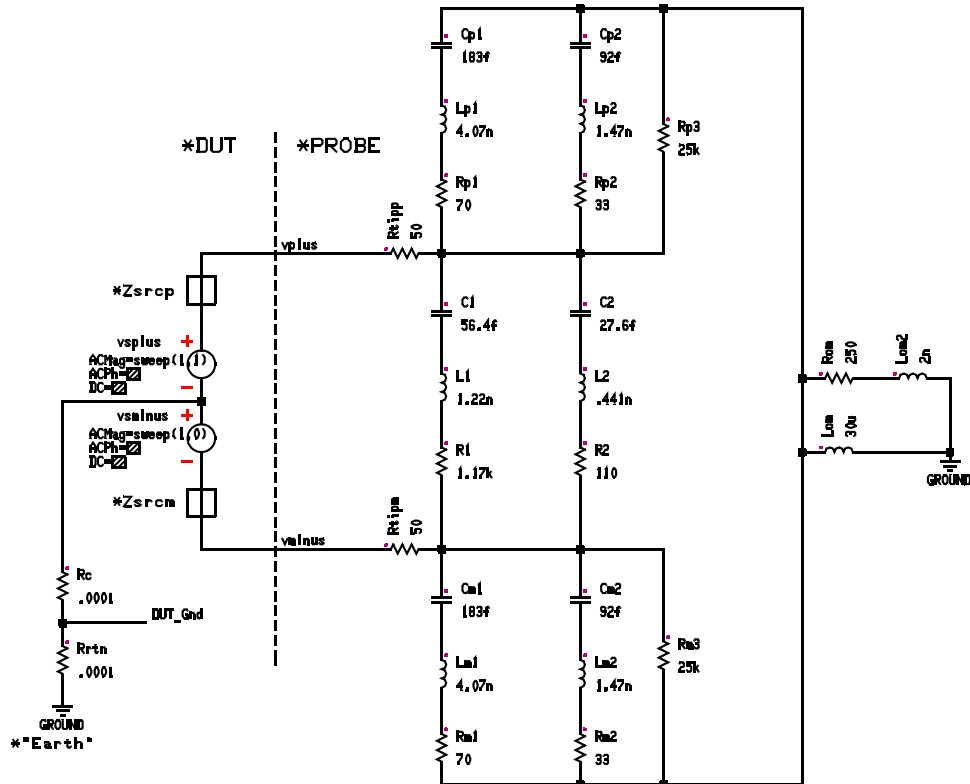 Cp1
183f
Cp2
92f
Lp1
4.07n
Lp2
1.47n
Rp3
25k
*DUT
*PROBE
Rp1
70
Rp2
33
Rtipp
50
vplus
*Zsrcp
C1
56.4f
C2
27.6f
vsplus
+
ACMag=sweep(1,1)
ACPh=
DC=
-
L1
1.22n
L2
.441n
Rom
250
Lom2
2n
vsminus
+
ACMag=sweep(1,0)
ACPh=
DC=
-
R1
1.17k
R2
110
Lom
30u
GROUND
*Zsrcm
Rtipm
50
vminus
Rc
.0001
DUT_Gnd
Cm1
183f
Cm2
92f
Rrtn
.0001
Lm1
4.07n
Lm2
1.47n
Rm3
25k
GROUND
*"Earth"
Rm1
70
Rm2
33